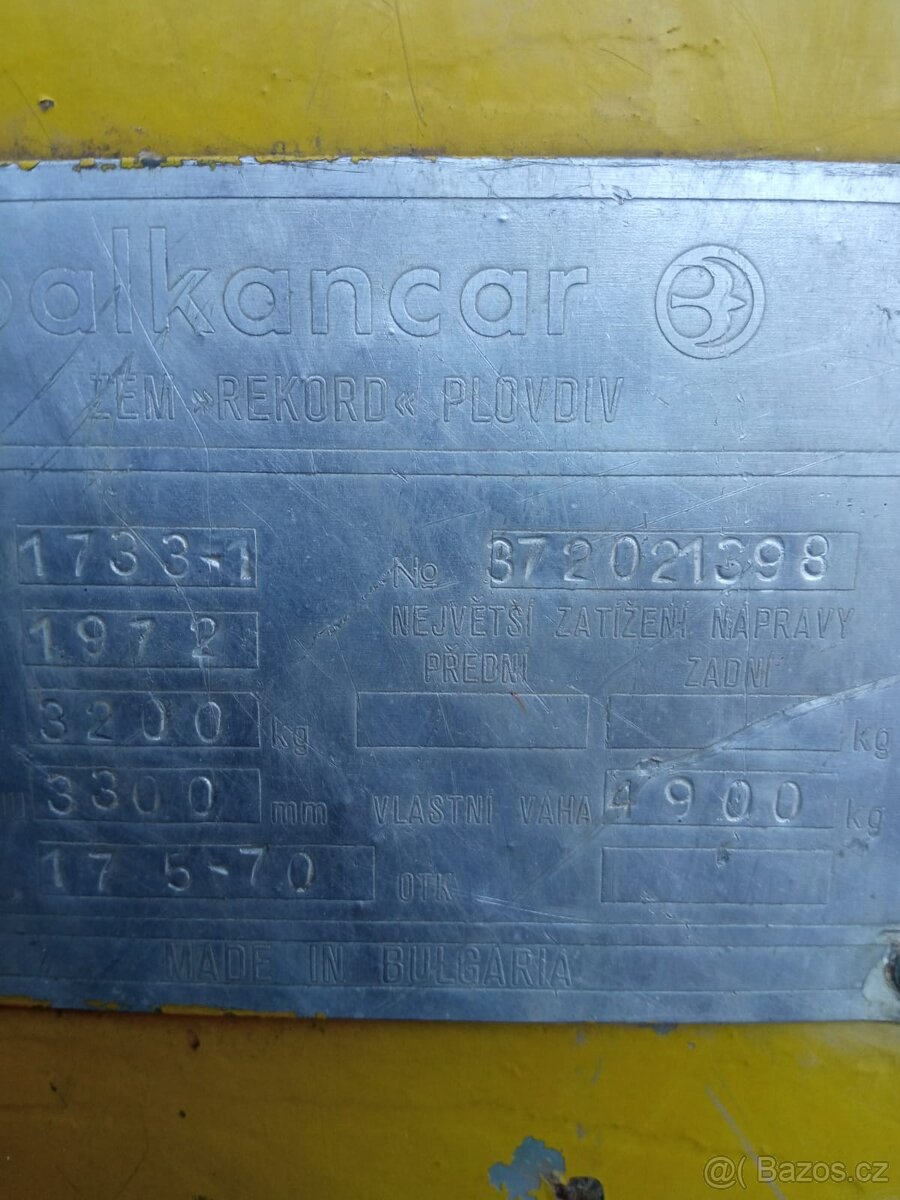 balkancar
ZEM »REKORD« PLOVDIV
1733-1 No 372021398
1972 NEJVĚTŠÍ ZATÍŽENÍ NÁPRAVY
PŘEDNÍ ZADNÍ
3200 kg kg
3300 mm VLASTNÍ VÁHA 4900 kg
17 5-70 OTK
MADE IN BULGARIA
@( Bazos.cz